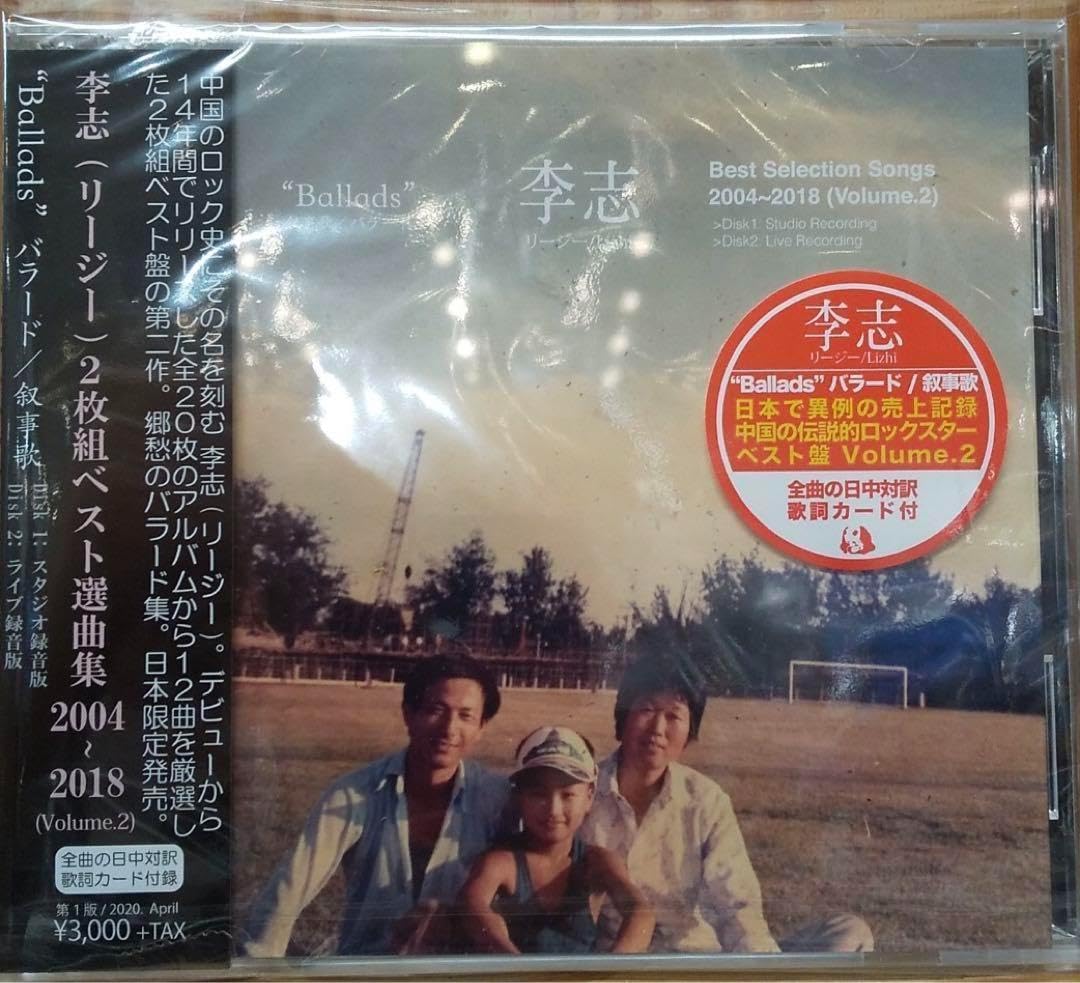 中国のロック史にその名を刻む 李志（リージー）。デビューから
１４年間でリリースした全２０枚のアルバムから１２曲を厳選し
た２枚組ベスト盤の第二作。郷愁のバラード集。日本限定発売。
李志（リージー）２枚組ベスト選曲集
2004
~
2018
(Volume.2)
“Ballads” バラード／叙事歌
Disk 1: スタジオ録音版
Disk 2: ライブ録音版
全曲の日中対訳
歌詞カード付録
第1版/2020. April
¥3,000 +TAX
“Ballads”
李志
リージー/Lizhi
Best Selection Songs
2004~2018 (Volume.2)
>Disk1: Studio Recording
>Disk2: Live Recording
李志
リージー/Lizhi
“Ballads” バラード / 叙事歌
日本で異例の売上記録
中国の伝説的ロックスター
ベスト盤 Volume.2
全曲の日中対訳
歌詞カード付